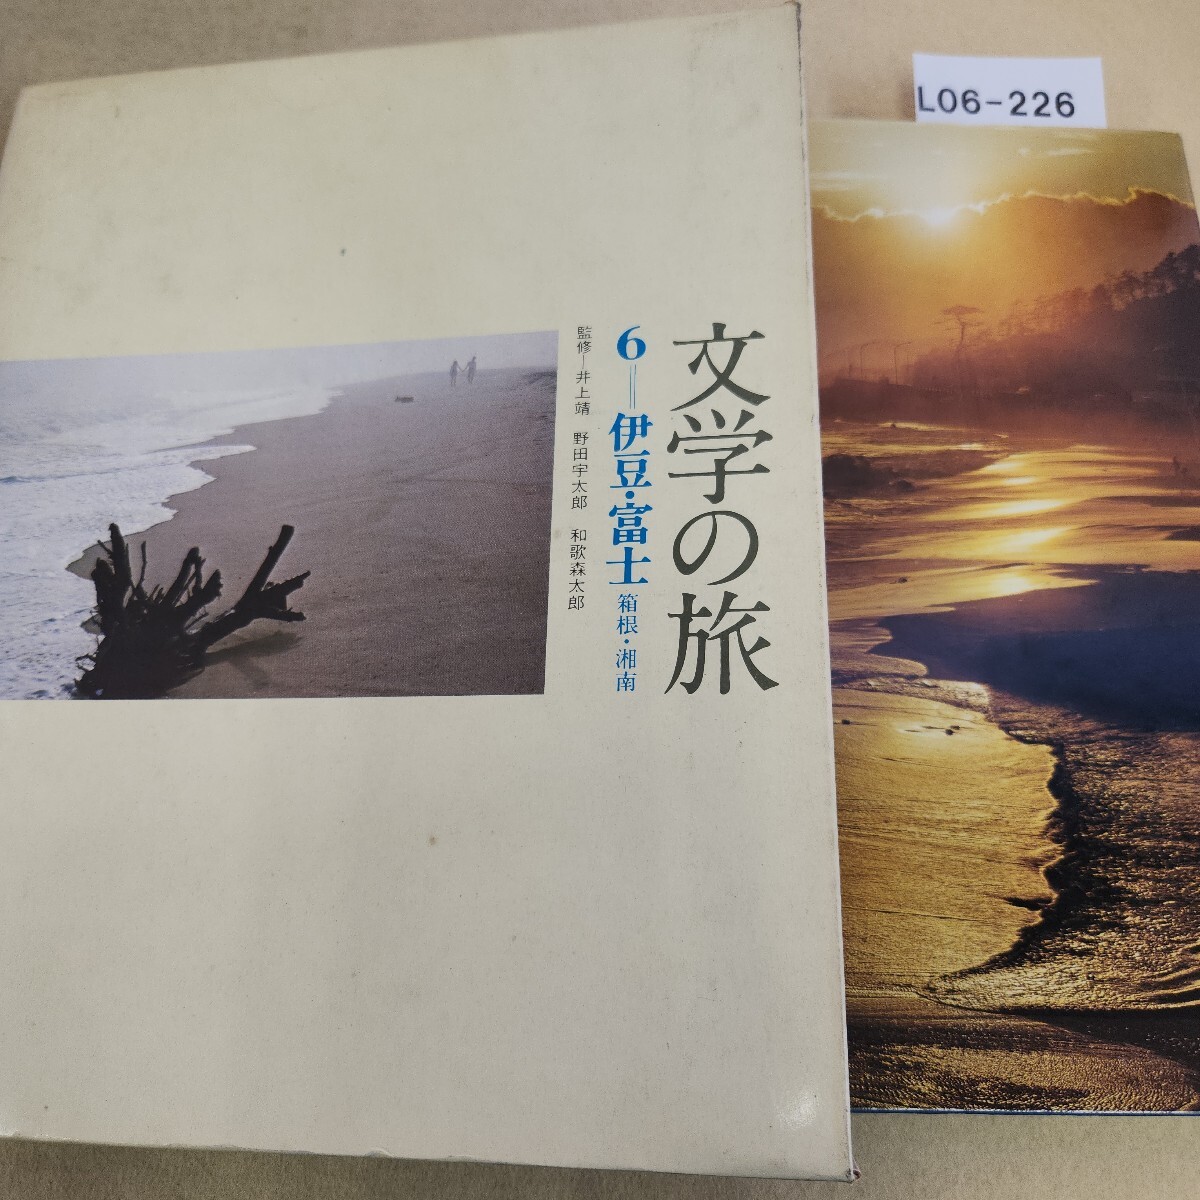 L06-226
文学の旅
6=伊豆・富士 箱根・湘南
監修―井上靖 野田宇太郎 和歌森太郎